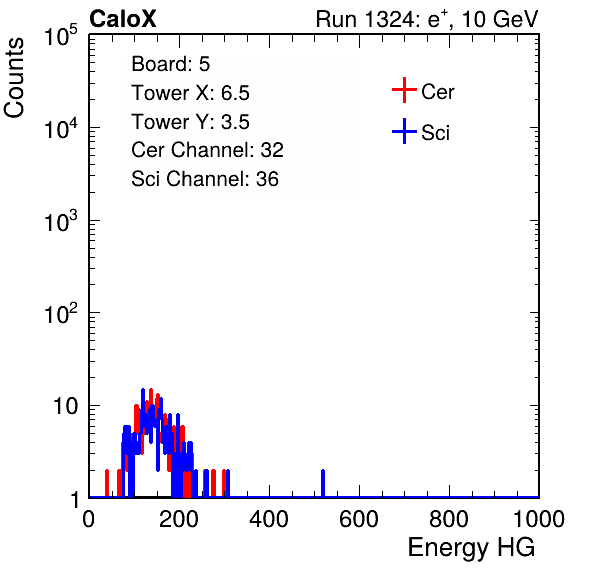 CaloX Run 1324: e⁺, 10 GeV
Counts
Board: 5
Tower X: 6.5
Tower Y: 3.5
Cer Channel: 32
Sci Channel: 36
Cer
Sci
10⁵
10⁴
10³
10²
10
1
0 200 400 600 800 1000
Energy HG